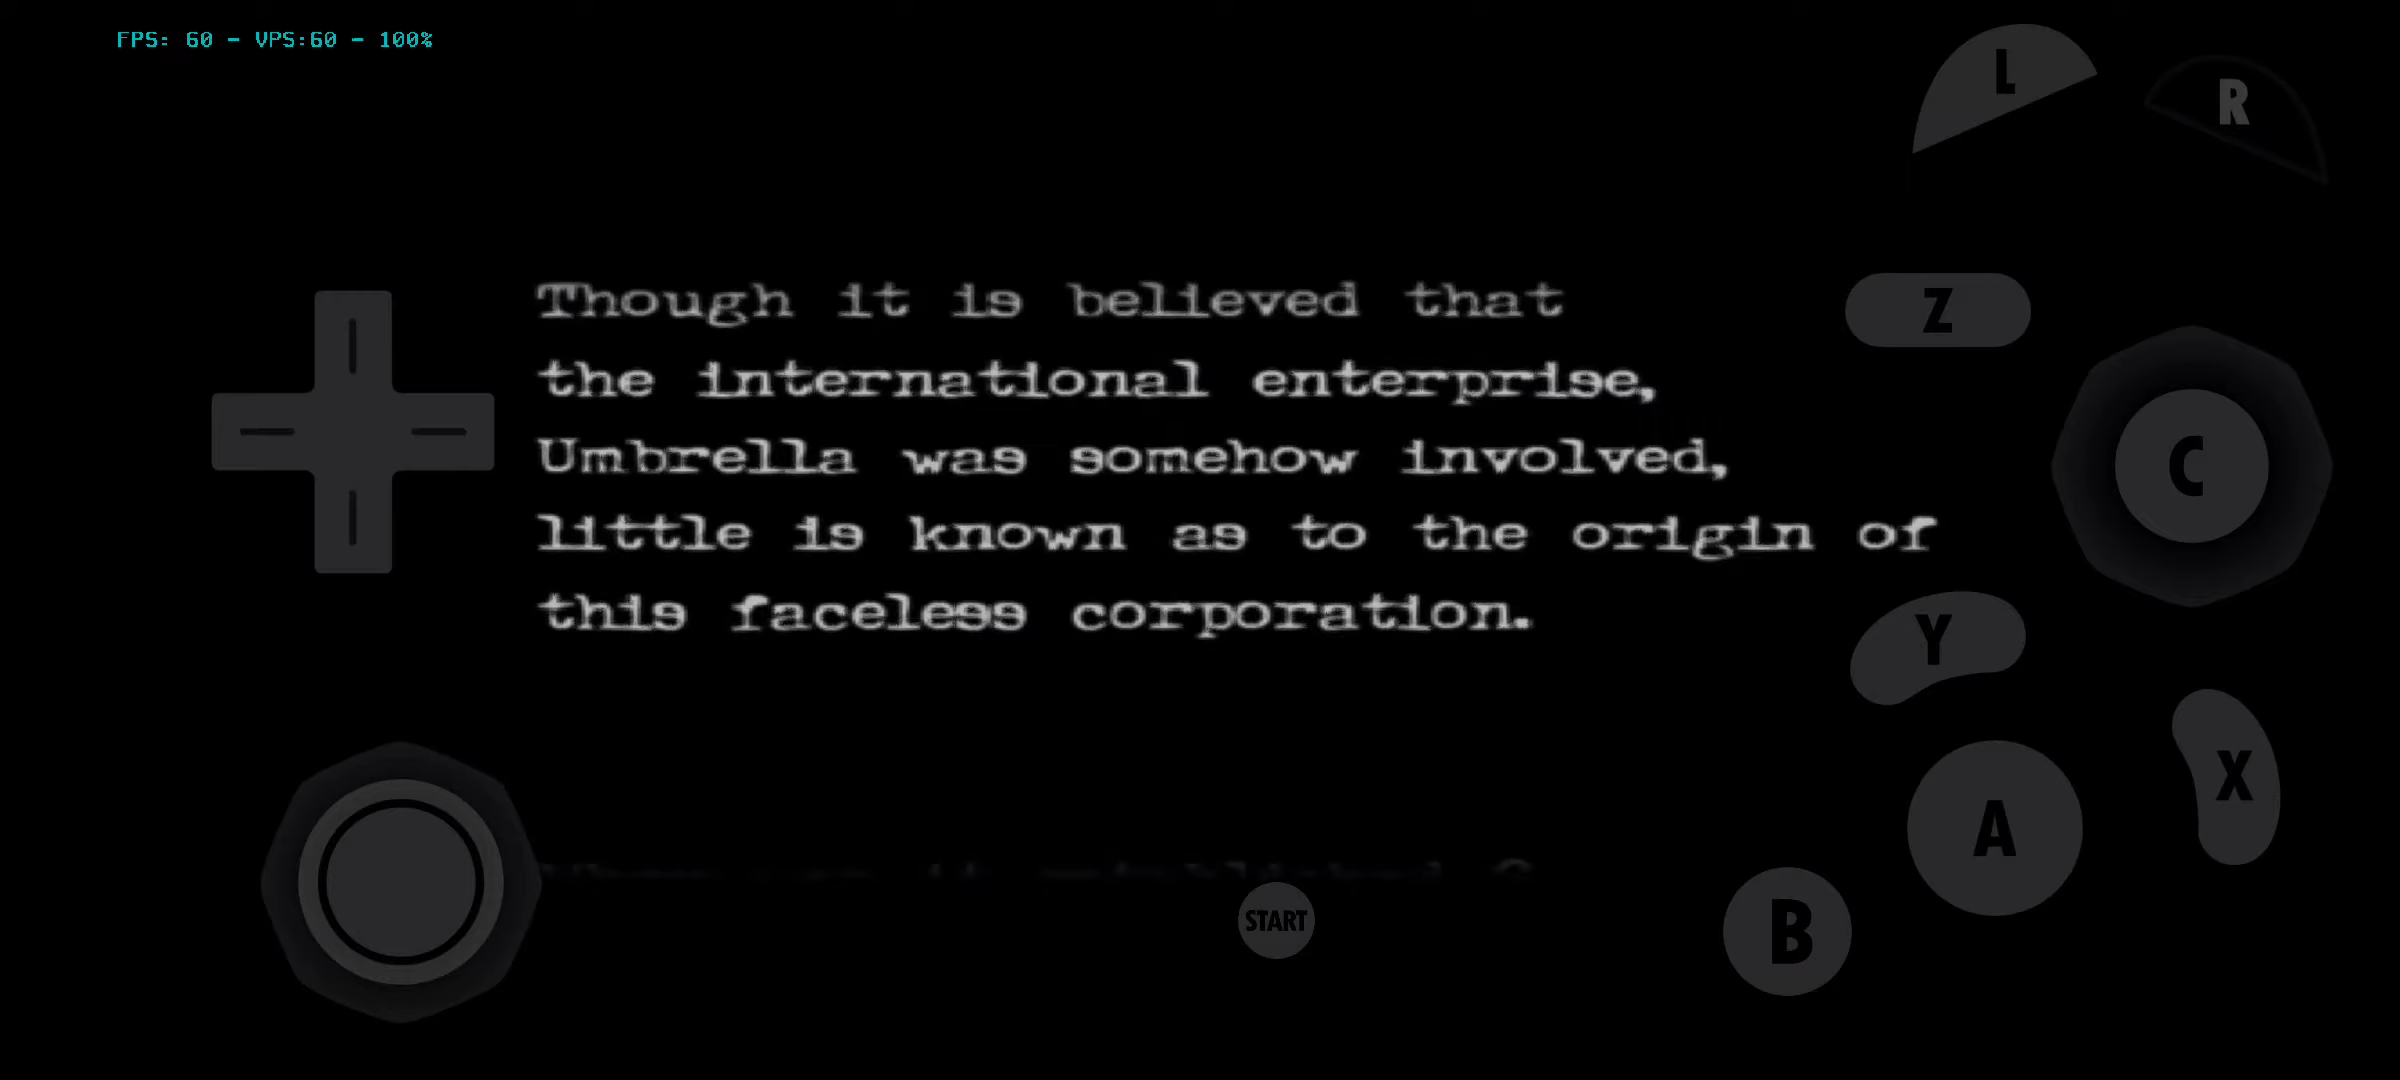 FPS: 60 - VPS:60 - 100%
L
R
Though it is believed that
Z
the international enterprise,
Umbrella was somehow involved,
C
little is known as to the origin of
this faceless corporation.
Y
X
A
START
B